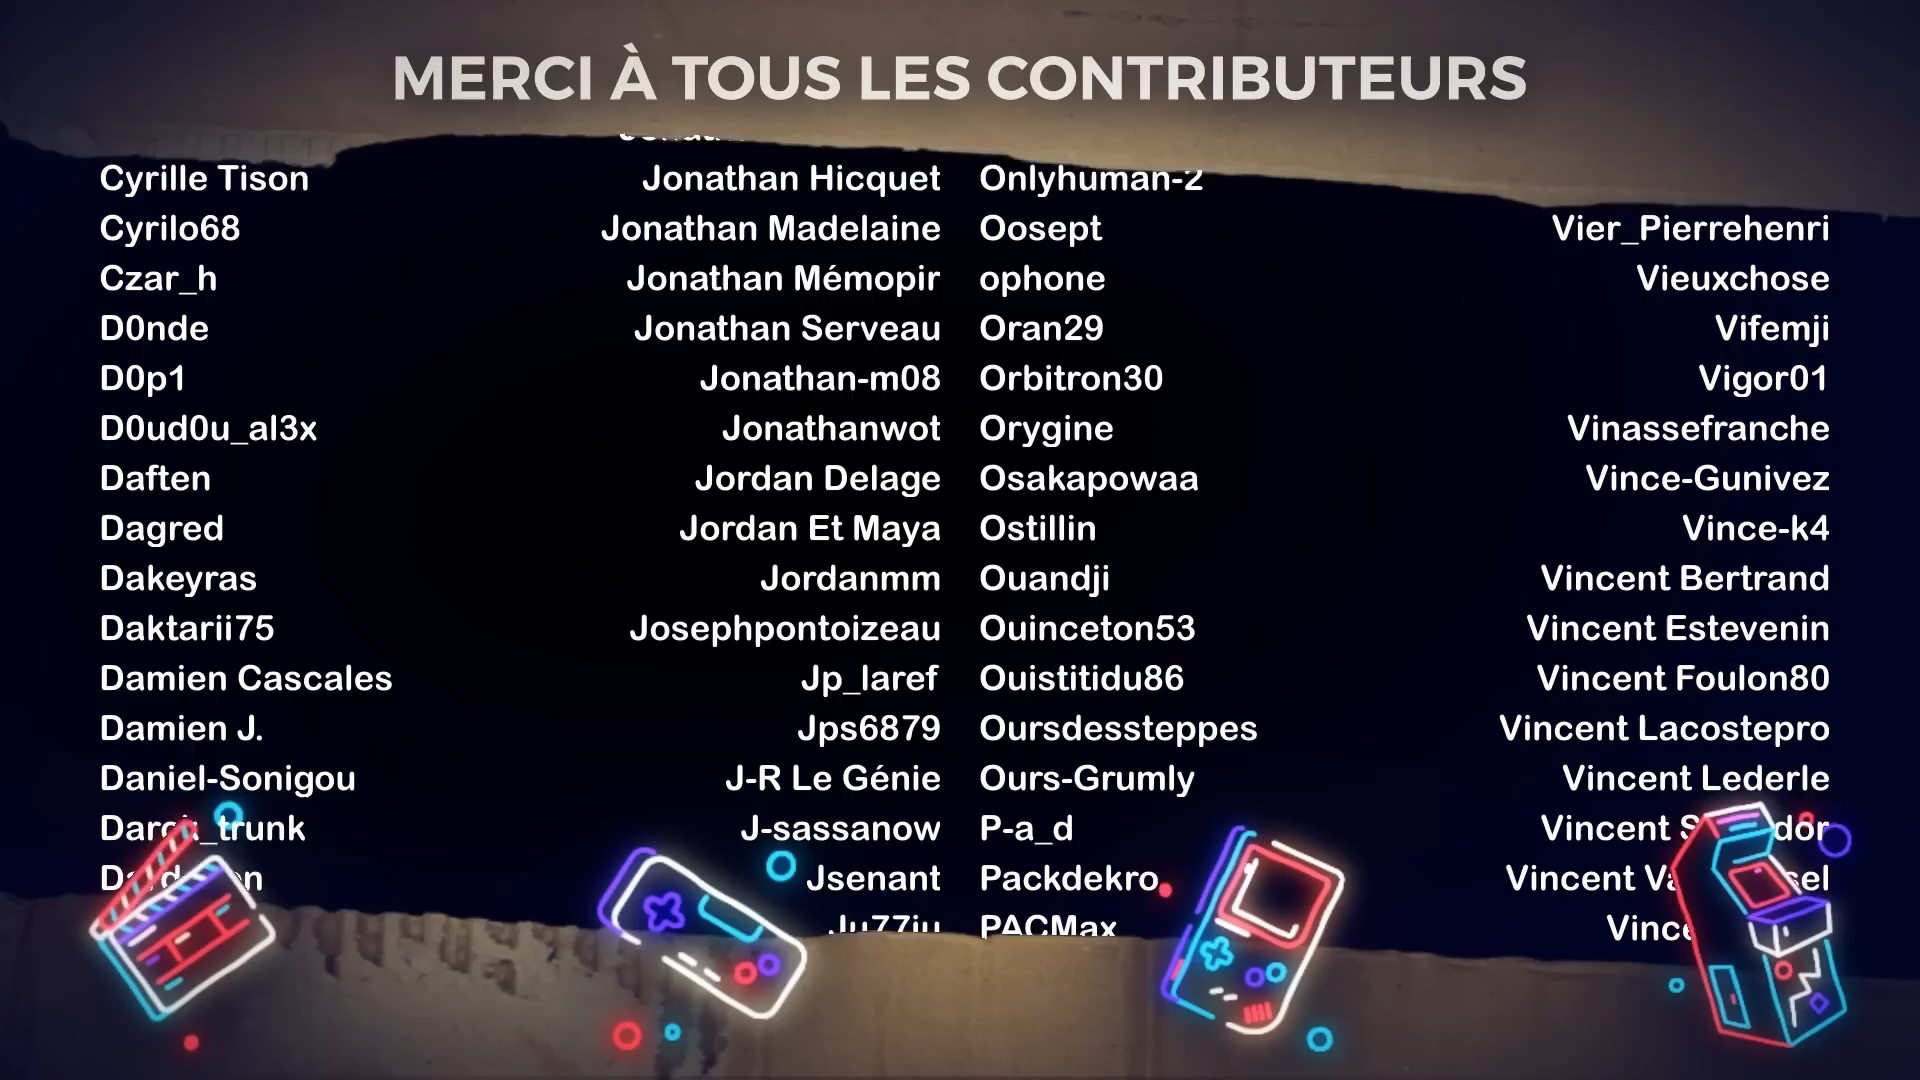 MERCI À TOUS LES CONTRIBUTEURS
Cyrille Tison
Cyrilo68
Czar_h
D0nde
D0p1
D0ud0u_al3x
Daften
Dagred
Dakeyras
Daktarii75
Damien Cascales
Damien J.
Daniel-Sonigou
Darck_trunk
Jonathan Hicquet
Jonathan Madelaine
Jonathan Mémopir
Jonathan Serveau
Jonathan-m08
Jonathanwot
Jordan Delage
Jordan Et Maya
Jordanmm
Josephpontoizeau
Jp_laref
Jps6879
J-R Le Génie
J-sassanow
Jsenant
Ju77iu
Onlyhuman-2
Oosept
ophone
Oran29
Orbitron30
Orygine
Osakapowaa
Ostillin
Ouandji
Ouinceton53
Ouistitidu86
Oursdessteppes
Ours-Grumly
P-a_d
Packdekro
PACMax
Vier_Pierrehenri
Vieuxchose
Vifemji
Vigor01
Vinassefranche
Vince-Gunivez
Vince-k4
Vincent Bertrand
Vincent Estevenin
Vincent Foulon80
Vincent Lacostepro
Vincent Lederle
Vincent
Vincent